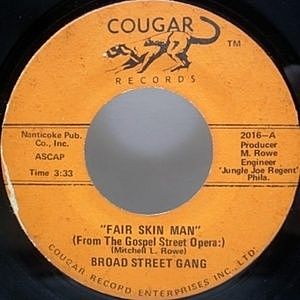 COUGAR
TM
RECORDS
Nanticoke Pub.
Co., Inc.
ASCAP
Time 3:33
2016-A
Producer
M. Rowe
Engineer
'Jungle Joe Regent'
Phila.
"FAIR SKIN MAN"
(From The Gospel Street Opera:)
(Mitchell L. Rowe)
BROAD STREET GANG
COUGAR RECORD ENTERPRISES INC., LTD.